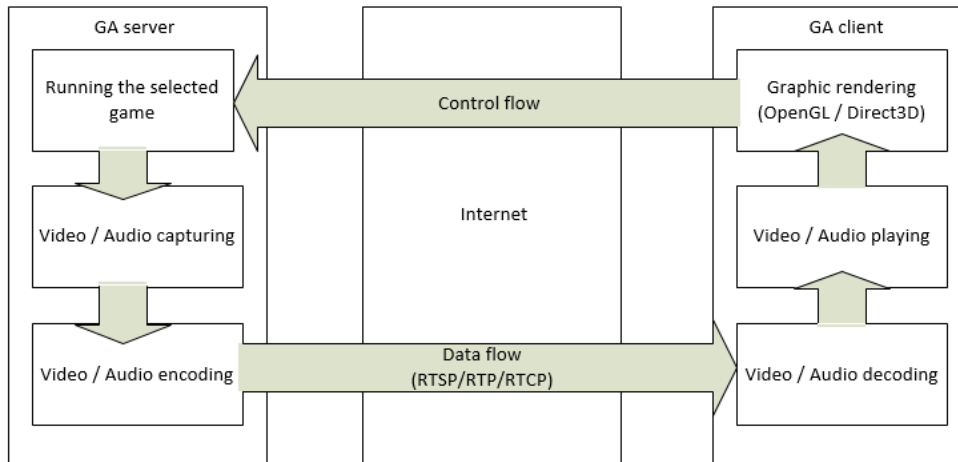 GA server
Running the selected
game
Video / Audio capturing
Video / Audio encoding
Control flow
Internet
Data flow
(RTSP/RTP/RTCP)
GA client
Graphic rendering
(OpenGL / Direct3D)
Video / Audio playing
Video / Audio decoding